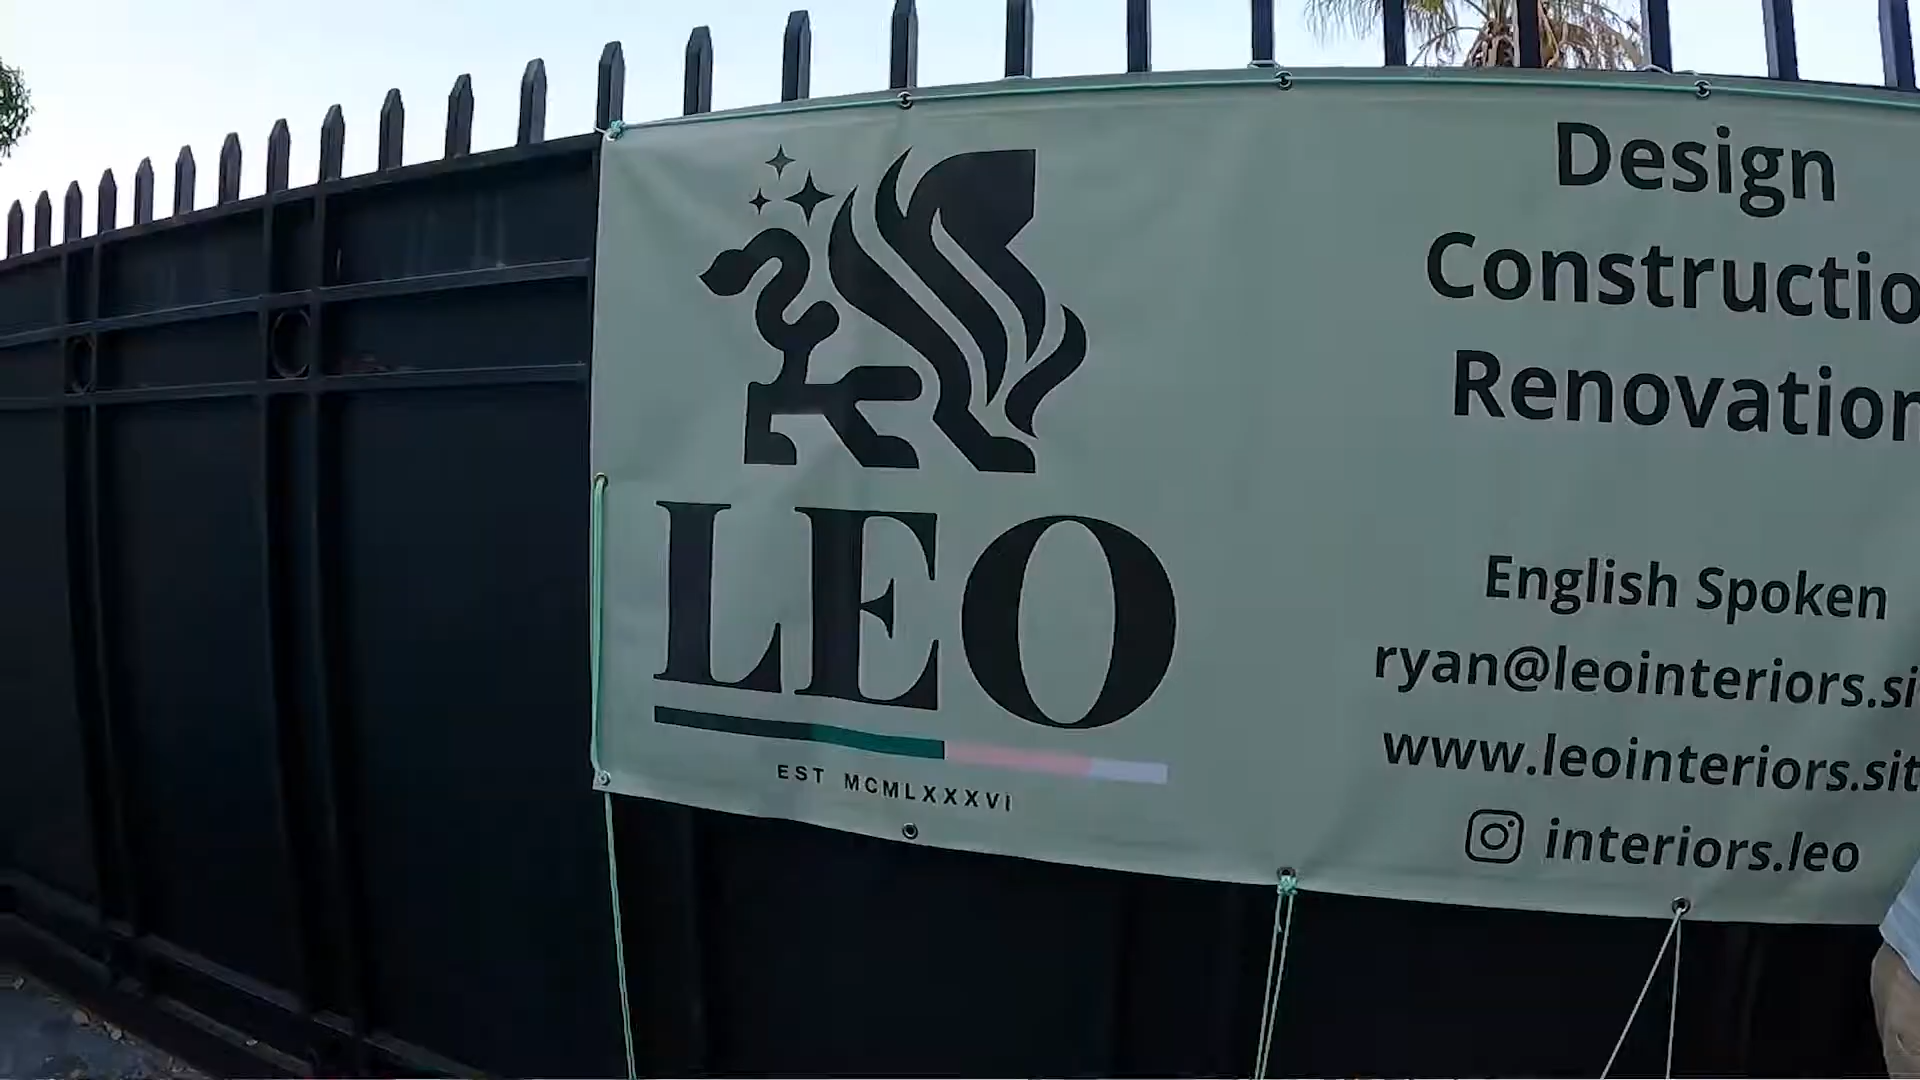 LEO
EST MCMLXXXVI
Design
Constructio
Renovation
English Spoken
ryan@leointeriors.si
www.leointeriors.sit
interiors.leo